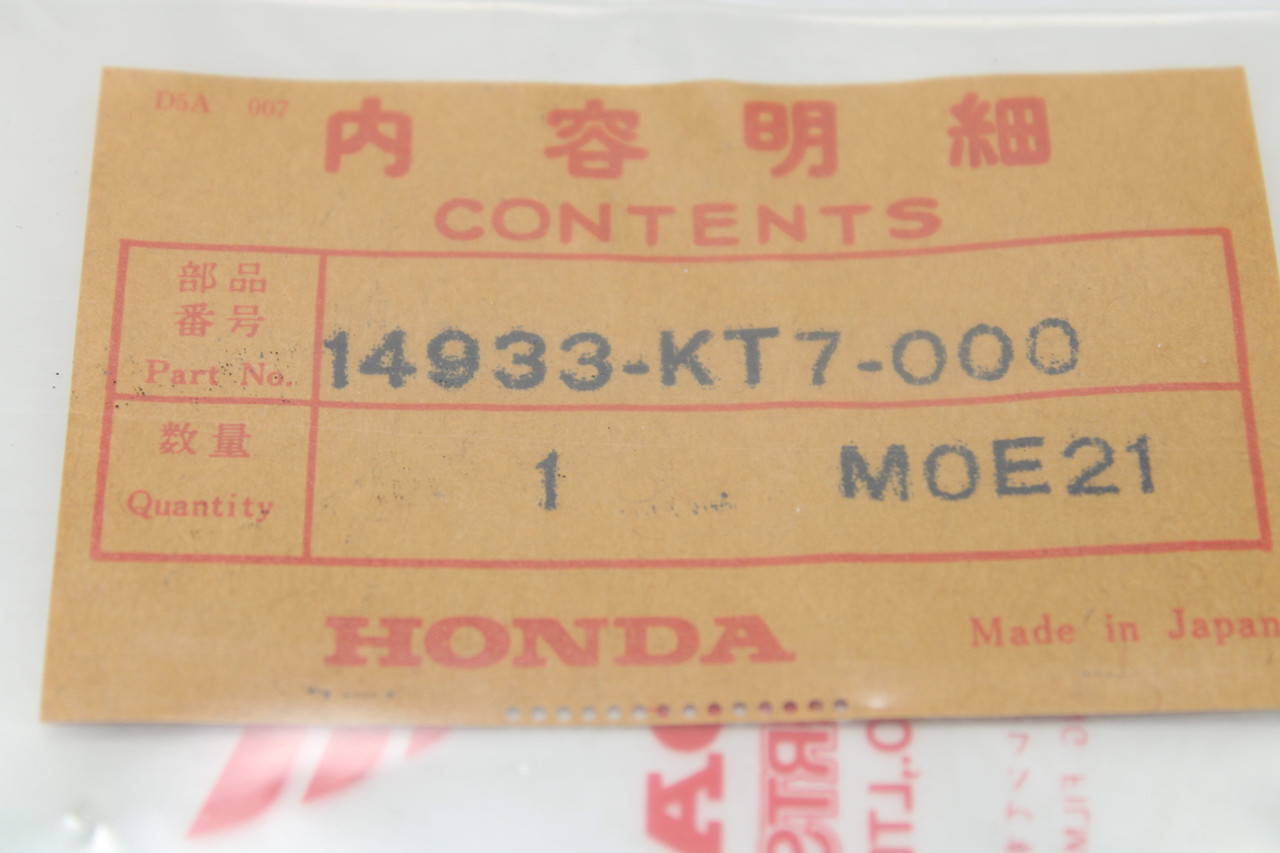 D5A 007
内容明細
CONTENTS
部品
番号
Part No.
14933-KT7-000
数量
Quantity
1 MOE21
HONDA
Made in Japan